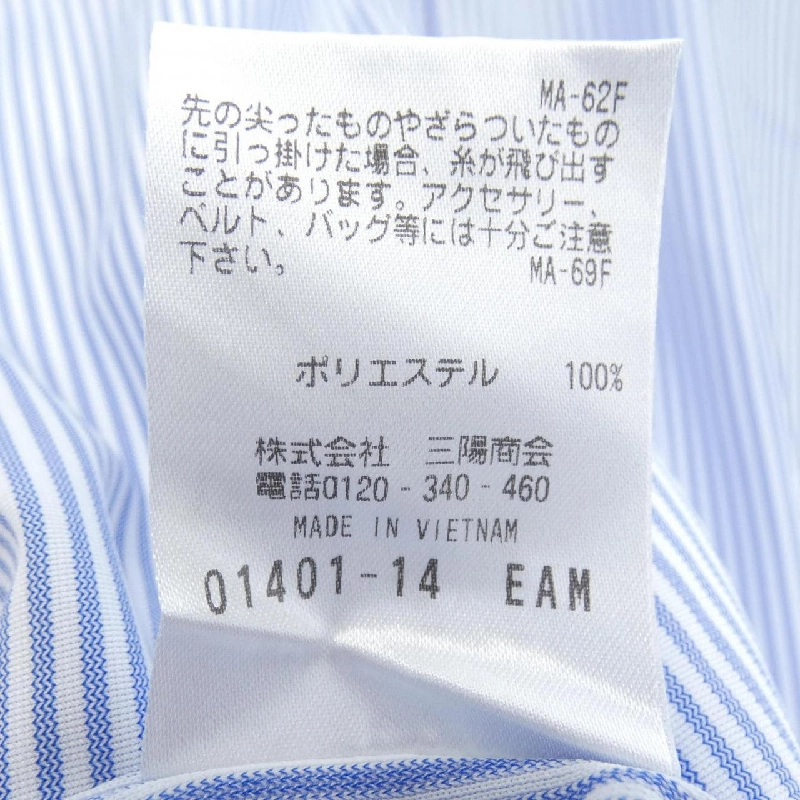 MA-62F
先の尖ったものやざらついたもの
に引っ掛けた場合、糸が飛び出す
ことがあります。アクセサリー、
ベルト、バッグ等には十分ご注意
下さい。 MA-69F
ポリエステル 100%
株式会社 三陽商会
電話0120-340-460
MADE IN VIETNAM
01401-14 EAM